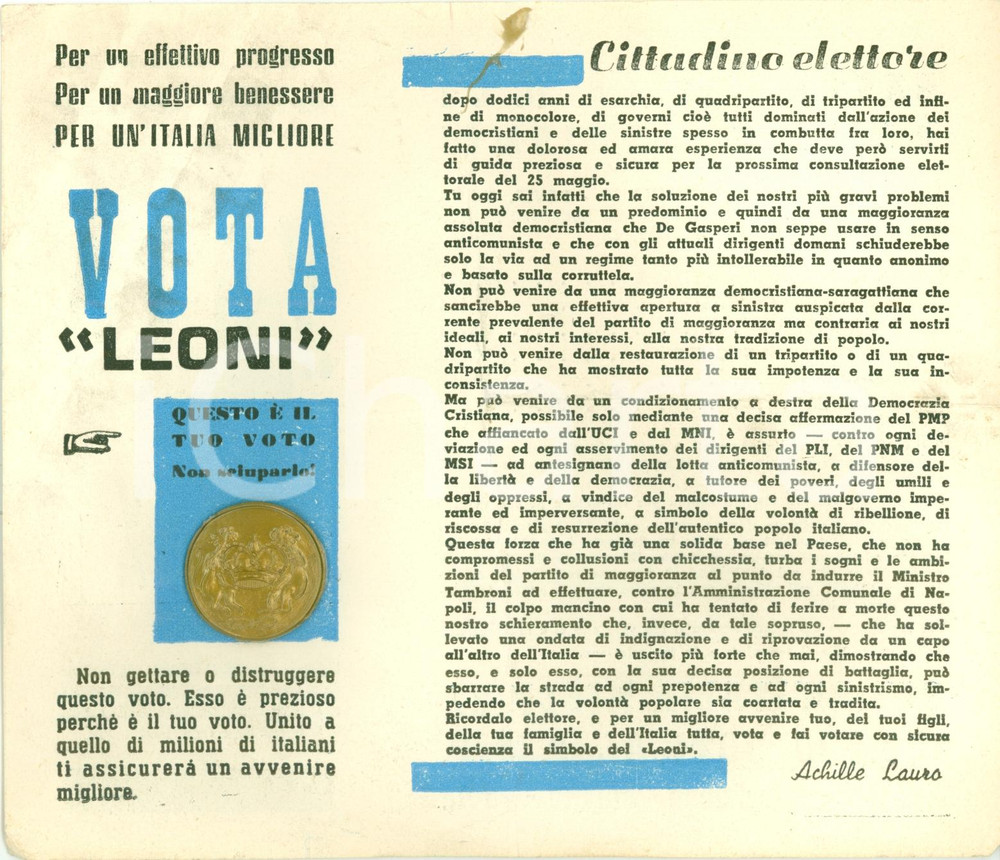 Per un effettivo progresso
Per un maggiore benessere
PER UN'ITALIA MIGLIORE
VOTA
"LEONI"
QUESTO È IL
TUO VOTO
Non sciuparlo!
Non gettare o distruggere
questo voto. Esso è prezioso
perchè è il tuo voto. Unito a
quello di milioni di italiani
ti assicurerá un avvenire
migliore.
Cittadino elettore
dopo dodici anni di esarchia, di quadripartito, di tripartito ed infi-
ne di monocolore, di governi cioè tutti dominati dall'azione dei
democristiani e delle sinistre spesso in combutta fra loro, hai
fatto una dolorosa ed amara esperienza che deve però servirti
di guida preziosa e sicura per la prossima consultazione elet-
torale del 25 maggio.
Tu oggi sai infatti che la soluzione dei nostri più gravi problemi
non può venire da un predominio e quindi da una maggioranza
assoluta democristiana che De Gasperi non seppe usare in senso
anticomunista e che con gli attuali dirigenti domani schiuderebbe
solo la via ad un regime tanto più intollerabile in quanto anonimo
e basato sulla corruttela.
Non può venire da una maggioranza democristiana-saragattiana che
sancirebbe una effettiva apertura a sinistra auspicata dalla cor-
rente prevalente del partito di maggioranza ma contraria ai nostri
ideali, ai nostri interessi, alla nostra tradizione di popolo.
Non può venire dalla restaurazione di un tripartito o di un qua-
dripartito che ha mostrato tutta la sua impotenza e la sua in-
consistenza.
Ma può venire da un condizionamento a destra della Democrazia
Cristiana, possibile solo mediante una decisa affermazione del PMP
che affiancato dall'UCI e dal MNI, è assurto — contro ogni de-
viazione ed ogni asservimento dei dirigenti del PLI, del PNM e del
MSI — ad antesignano della lotta anticomunista, a difensore del-
la libertà e della democrazia, a tutore dei poveri, degli umili e
degli oppressi, a vindice del malcostume e del malgoverno impe-
rante ed imperversante, a simbolo della volontà di ribellione, di
riscossa e di resurrezione dell'autentico popolo italiano.
Questa forza che ha già una solida base nel Paese, che non ha
compromessi e collusioni con chicchessia, turba i sogni e le ambi-
zioni del partito di maggioranza al punto da indurre il Ministro
Tambroni ad effettuare, contro l'Amministrazione Comunale di Na-
poli, il colpo mancino con cui ha tentato di ferire a morte questo
nostro schieramento che, invece, da tale sopruso, — che ha sol-
levato una ondata di indignazione e di riprovazione da un capo
all'altro dell'Italia — è uscito più forte che mai, dimostrando che
esso, e solo esso, con la sua decisa posizione di battaglia, può
sbarrare la strada ad ogni prepotenza e ad ogni sinistrismo, im-
pedendo che la volontà popolare sia coartata e tradita.
Ricordalo elettore, e per un migliore avvenire tuo, dei tuoi figli,
della tua famiglia e dell'Italia tutta, vota e fai votare con sicura
coscienza il simbolo dei «Leoni».
Achille Lauro